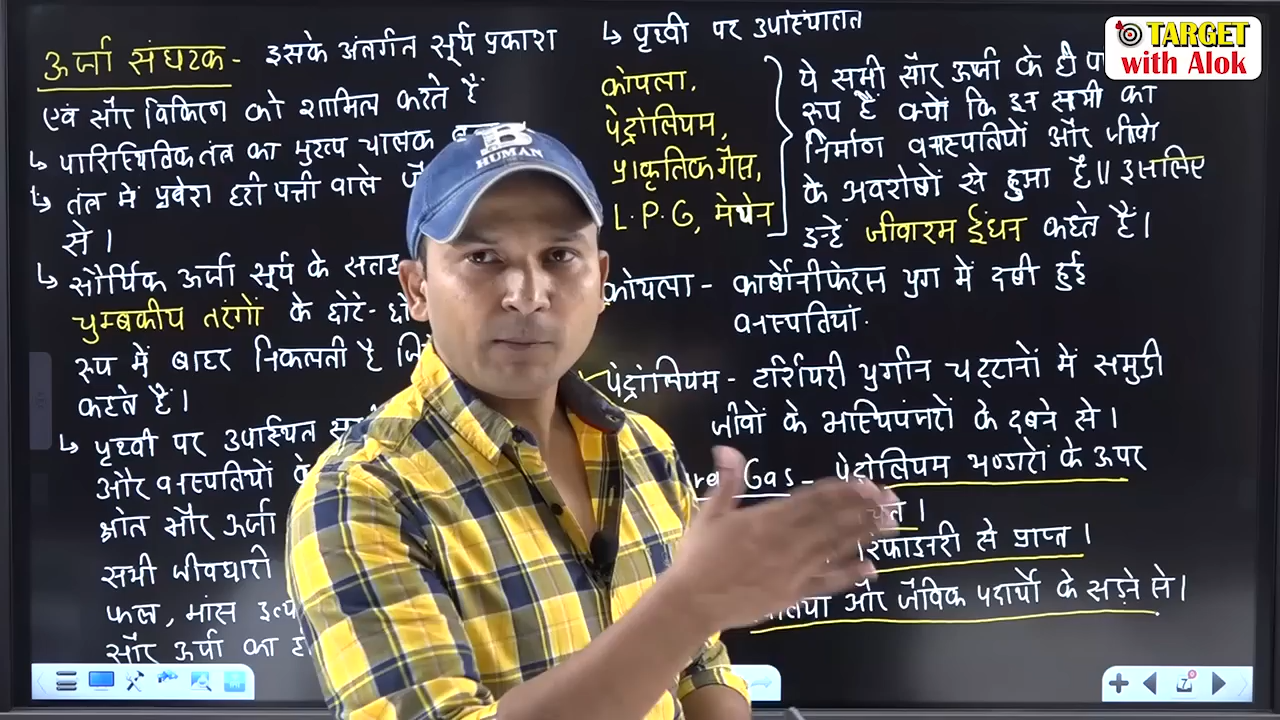 ऊर्जा संघटक - इसके अंतर्गत सूर्य प्रकाश
एवं सौर विकिरण को शामिल करते हैं
↳ पारिस्थितिक तंत्र का मुख्य चालक
↳ तंत्र में प्रवेश हरी पत्ती वाले
से।
↳ सौर्यिक ऊर्जा सूर्य के सतह
चुम्बकीय तरंगों के छोटे-
रूप में बाहर निकलती है
कहते हैं।
↳ पृथ्वी पर उपस्थित
और वनस्पतियों के
श्रोत और ऊर्जा
सभी जीवधारी
फल, मांस
सौर ऊर्जा का
↳ पृथ्वी पर उपस्थित
कोयला,
पेट्रोलियम,
प्राकृतिक गैस,
L.P.G, मेथेन
ये सभी सौर ऊर्जा के ही
रूप हैं क्यों कि इन सभी का
निर्माण वनस्पतियों और जीवों
के अवशेषों से हुआ है॥ इसलिए
इन्हें जीवाश्म ईंधन कहते हैं।
कोयला - कार्बोनीफेरस युग में दबी हुई
वनस्पतियां.
पेट्रोलियम - टर्शियरी युगीन चट्टानों में समुद्री
जीवों के अस्थिपंजरों के दबने से।
Gas - पेट्रोलियम भण्डारों के ऊपर
से प्राप्त।
और जैविक पदार्थों के सड़ने से।
TARGET
with Alok
B
HUMAN